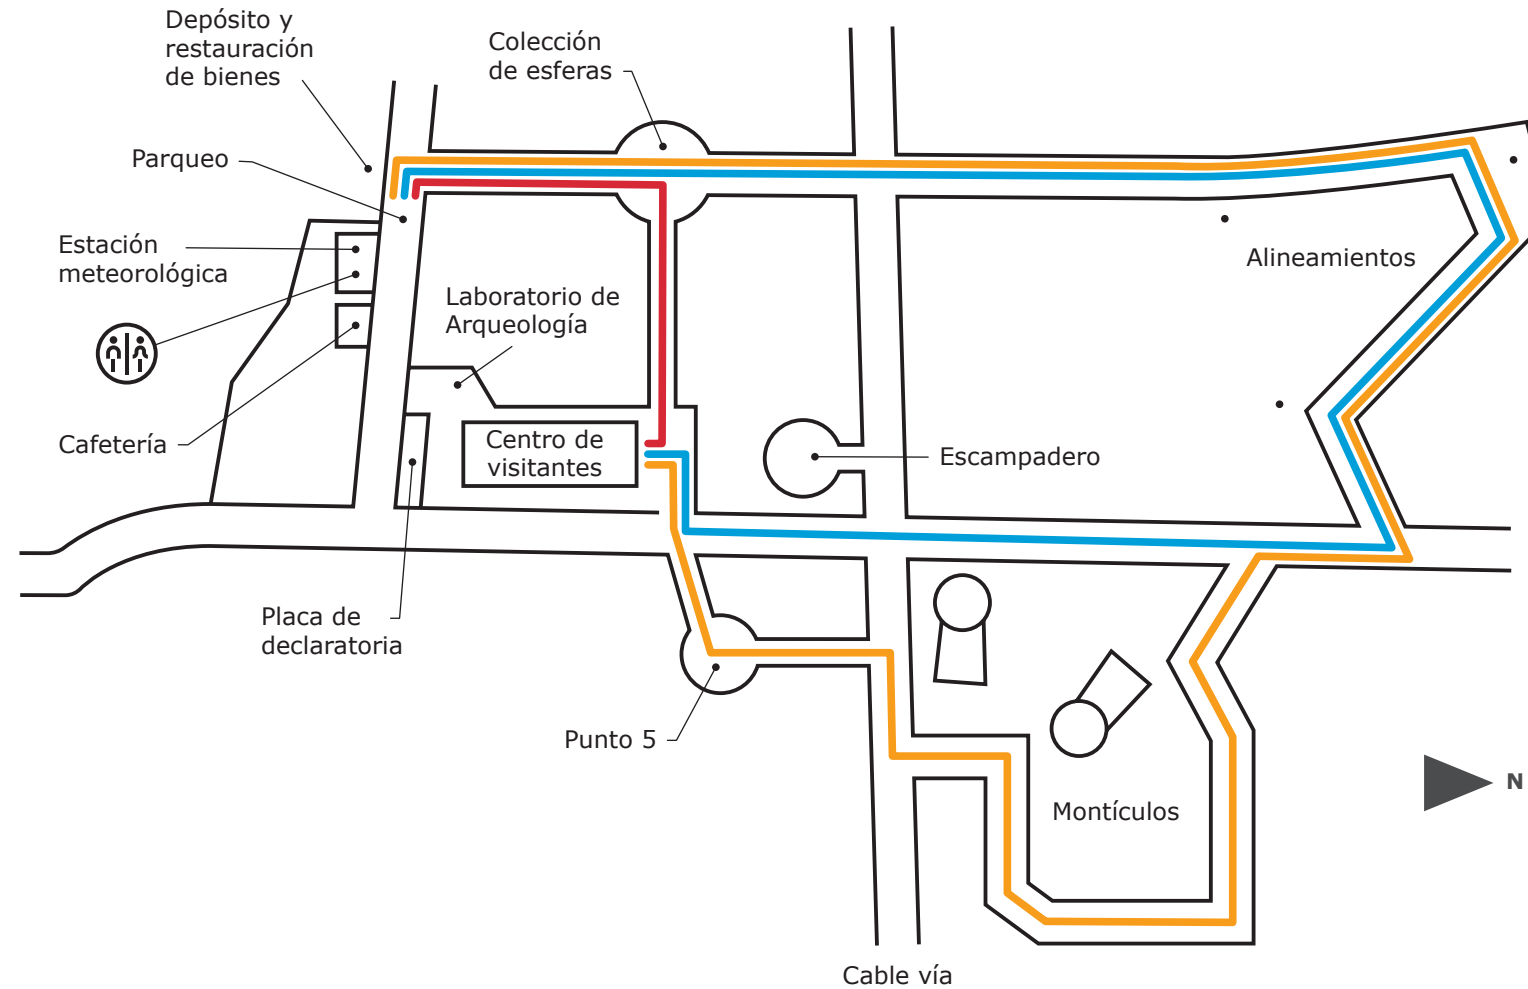 Depósito y
restauración
de bienes
Colección
de esferas
Parqueo
Estación
meteorológica
Alineamientos
Laboratorio de
Arqueología
Cafetería
Centro de
visitantes
Escampadero
Placa de
declaratoria
Punto 5
N
Montículos
Cable vía